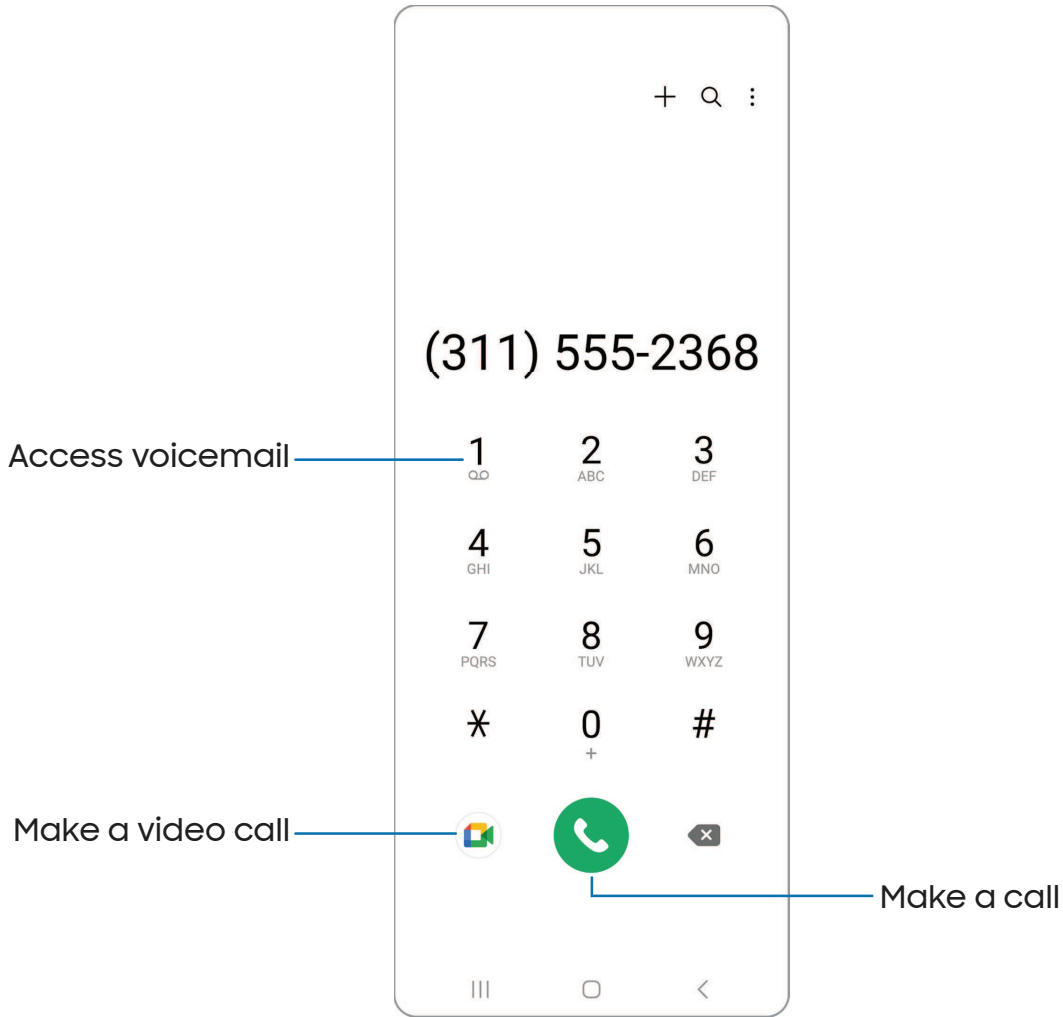 (311) 555-2368
Access voicemail
1 2 3
ABC DEF
4 5 6
GHI JKL MNO
7 8 9
PQRS TUV WXYZ
* 0 #
+
Make a video call
Make a call